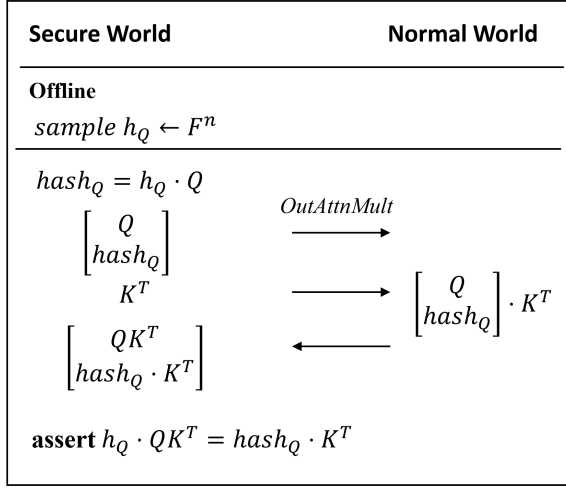 Secure World Normal World
Offline
sample h_Q ← F^n
hash_Q = h_Q · Q
[Q
hash_Q]
OutAttnMult
K^T
[Q
hash_Q] · K^T
[QK^T
hash_Q · K^T]
assert h_Q · QK^T = hash_Q · K^T